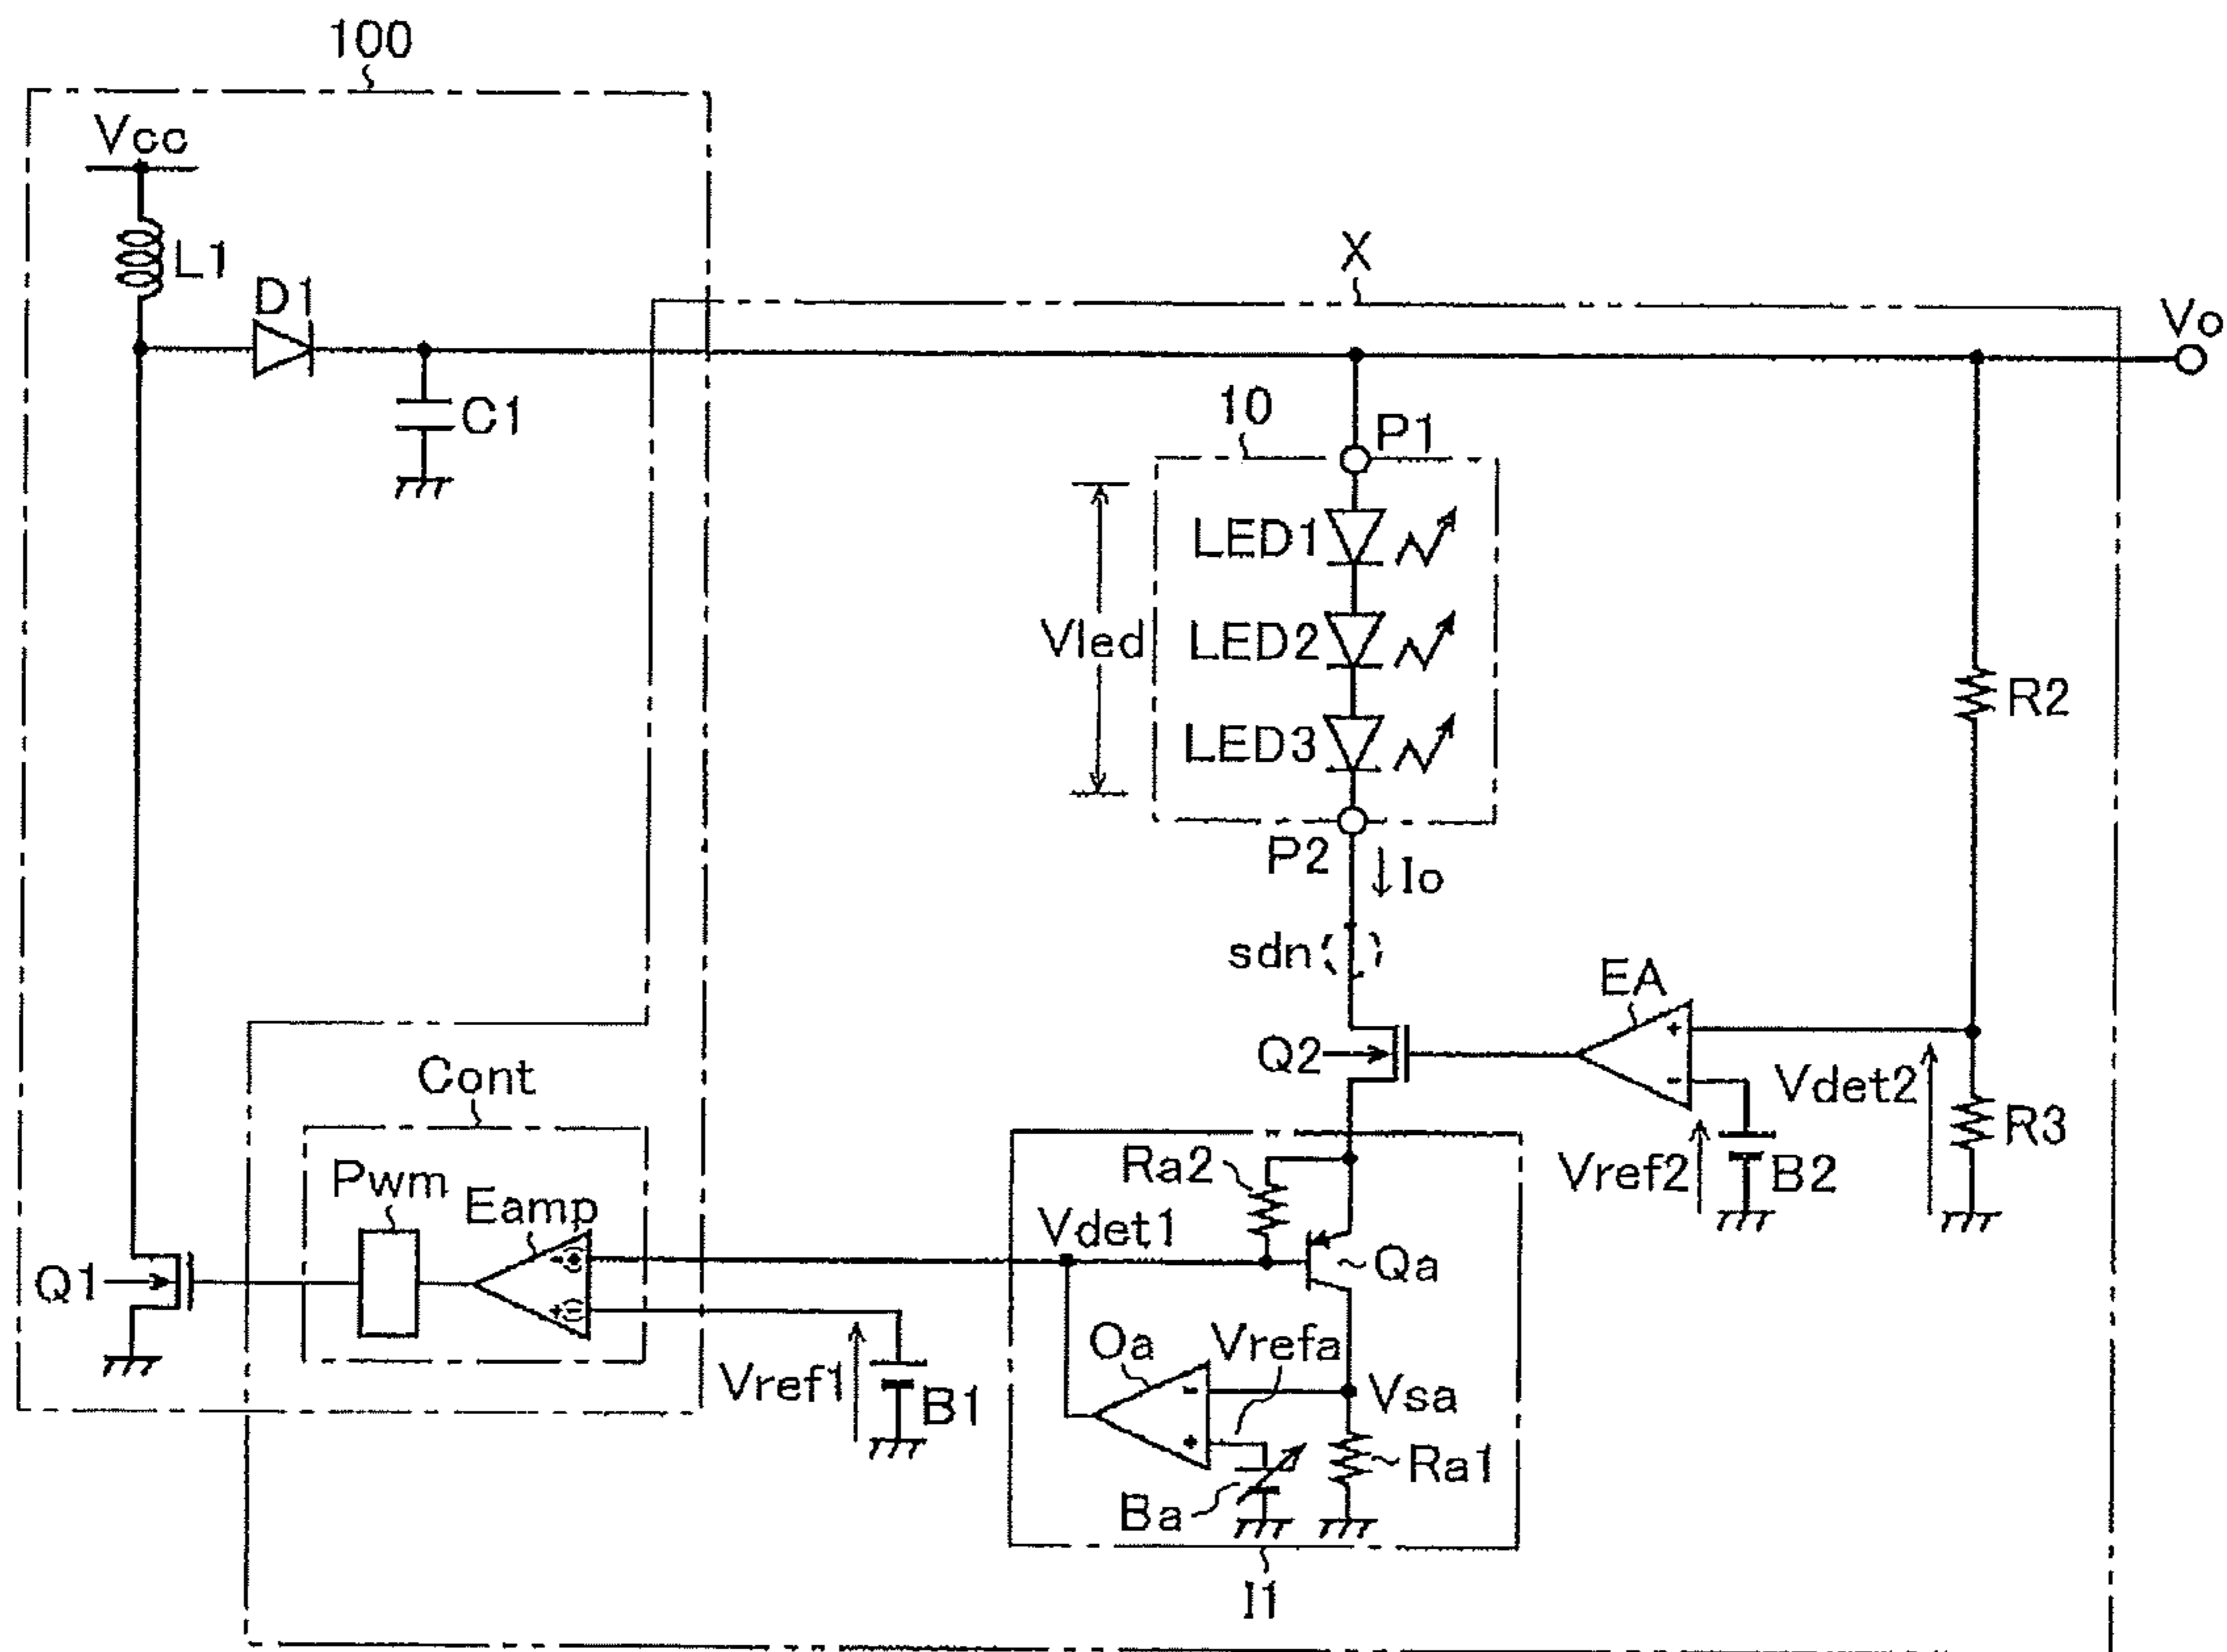 100
Vcc
L1
D1
C1
X
Vo
10
P1
LED1
Vled
LED2
LED3
R2
P2
Io
sdn
EA
+
-
Q2
Vdet2
R3
Vref2
B2
Cont
Pwm
Eamp
Q1
Vref1
B1
Ra2
Vdet1
Qa
Oa
Vrefa
-
+
Vsa
Ra1
Ba
I1